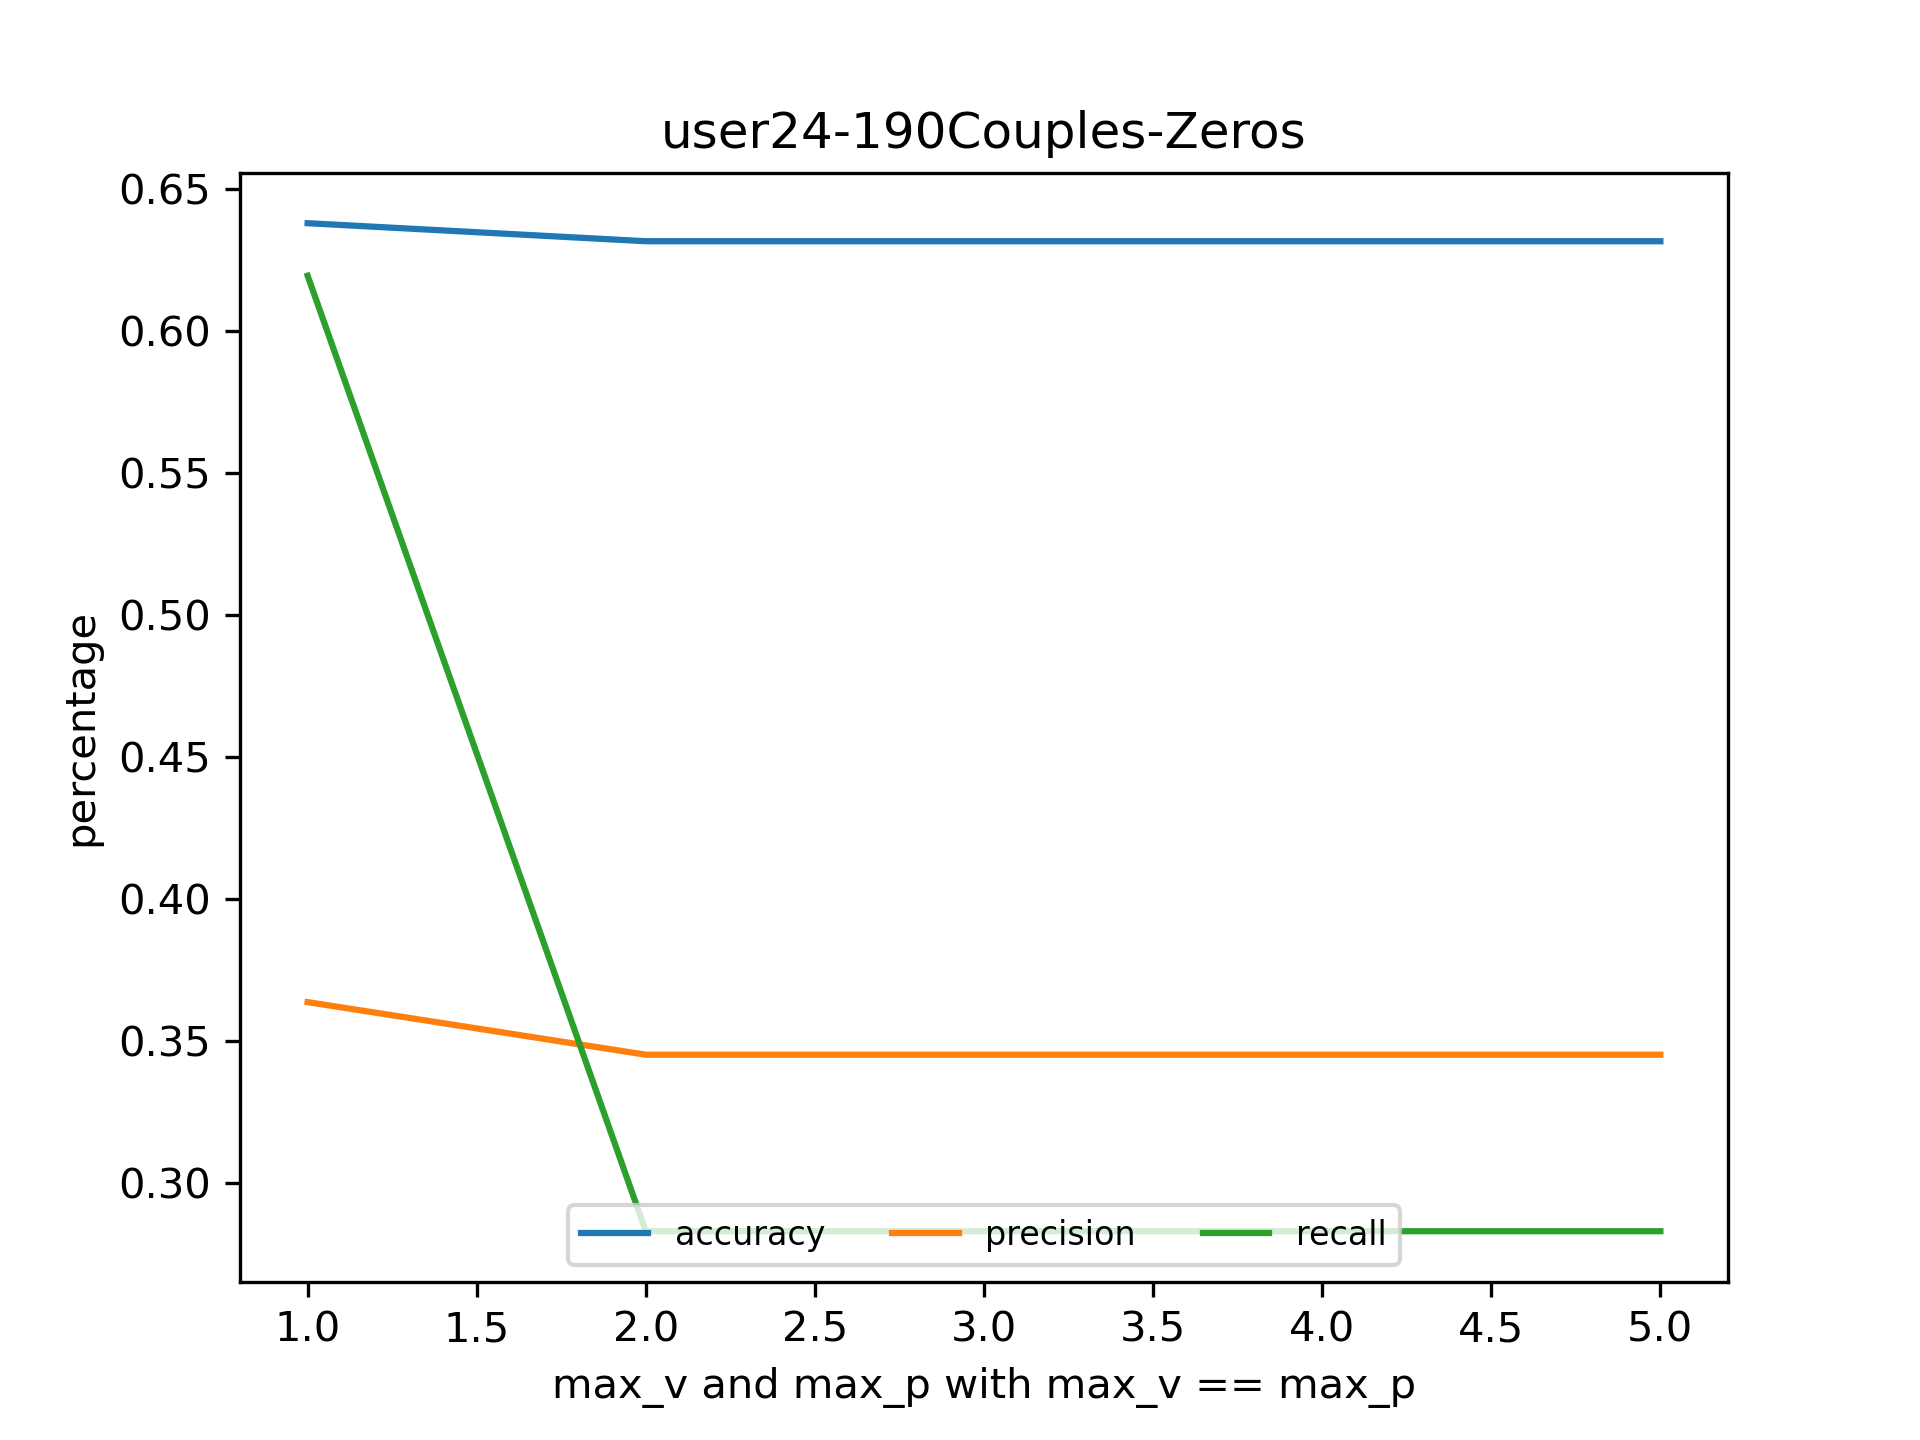 user24-190Couples-Zeros
percentage
0.65
0.60
0.55
0.50
0.45
0.40
0.35
0.30
accuracy precision recall
1.0 1.5 2.0 2.5 3.0 3.5 4.0 4.5 5.0
max_v and max_p with max_v == max_p